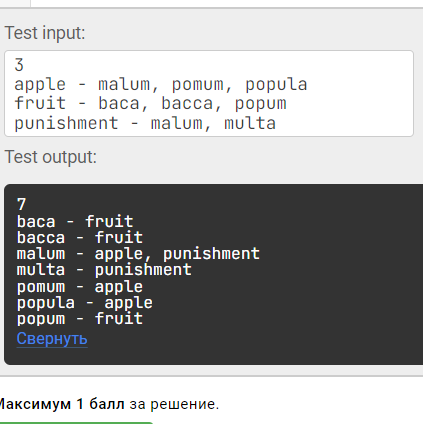 Test input:
3
apple - malum, pomum, popula
fruit - baca, bacca, popum
punishment - malum, multa
Test output:
7
baca - fruit
bacca - fruit
malum - apple, punishment
multa - punishment
pomum - apple
popula - apple
popum - fruit
Свернуть
Максимум 1 балл за решение.